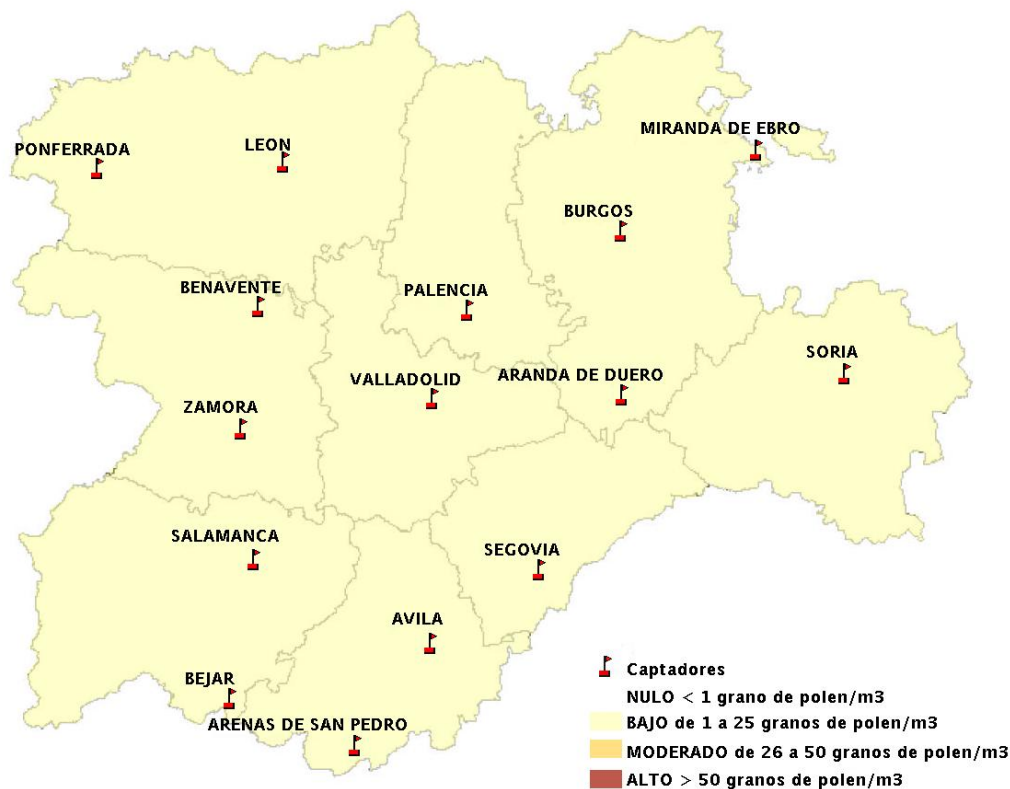 MIRANDA DE EBRO
PONFERRADA
LEON
BURGOS
BENAVENTE
PALENCIA
SORIA
VALLADOLID
ARANDA DE DUERO
ZAMORA
SALAMANCA
SEGOVIA
AVILA
BEJAR
ARENAS DE SAN PEDRO
Captadores
NULO < 1 grano de polen/m3
BAJO de 1 a 25 granos de polen/m3
MODERADO de 26 a 50 granos de polen/m3
ALTO > 50 granos de polen/m3